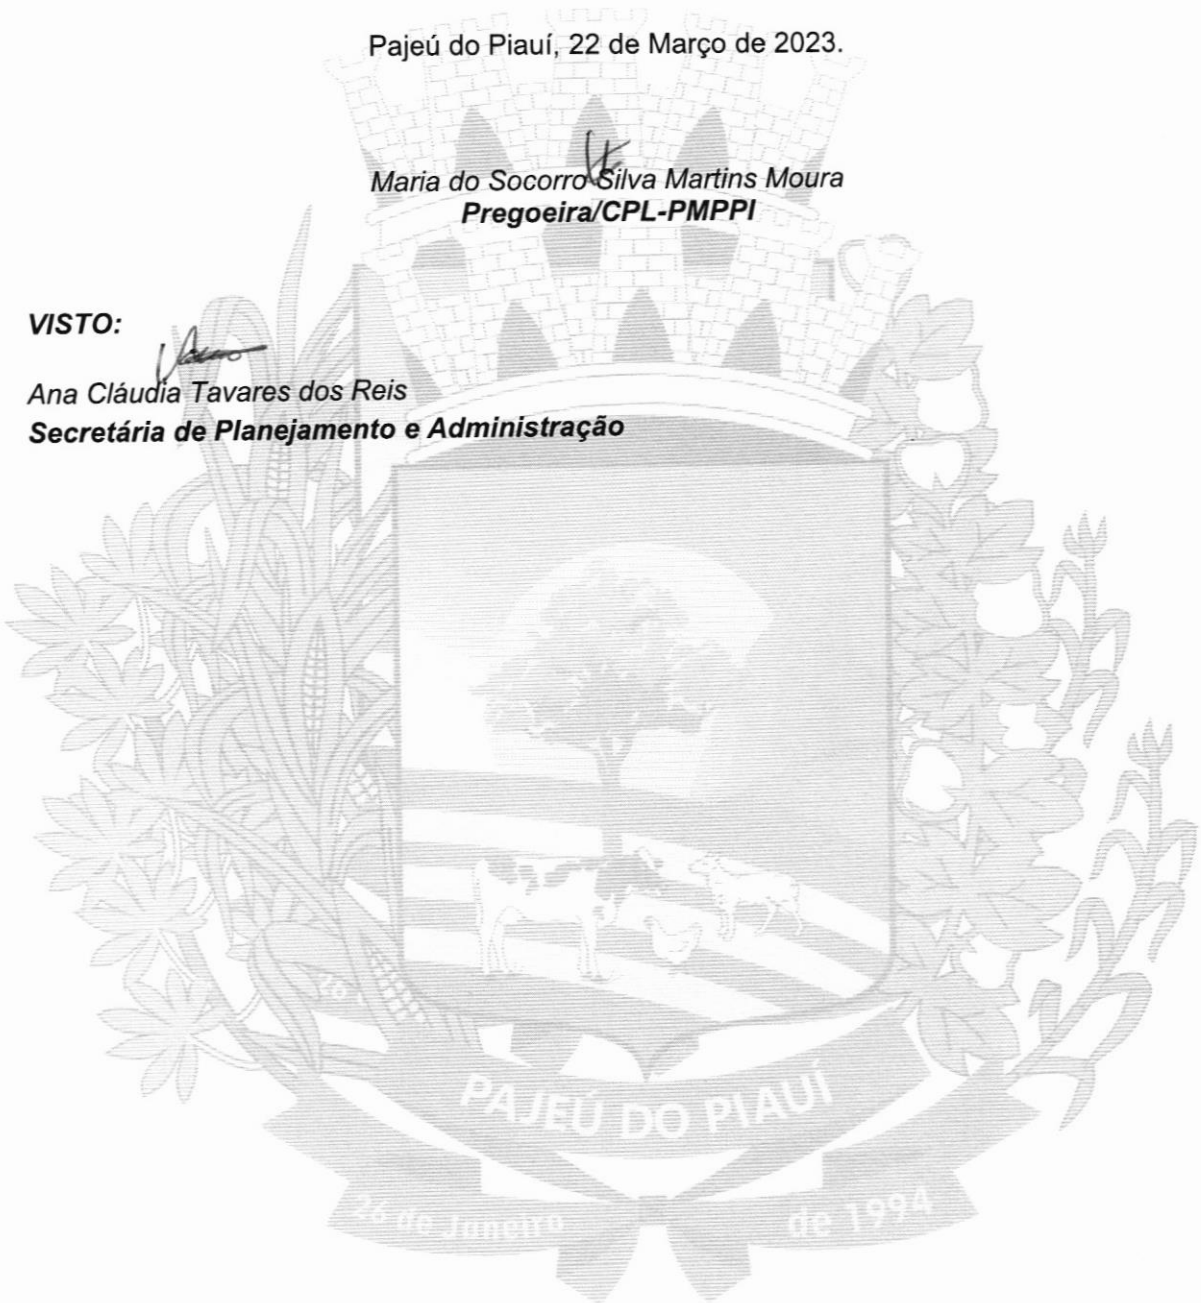 Pajeú do Piauí, 22 de Março de 2023.
Maria do Socorro Silva Martins Moura
Pregoeira/CPL-PMPPI
VISTO:
Ana Cláudia Tavares dos Reis
Secretária de Planejamento e Administração
PAJEÚ DO PIAUÍ
26 de Janeiro de 1994